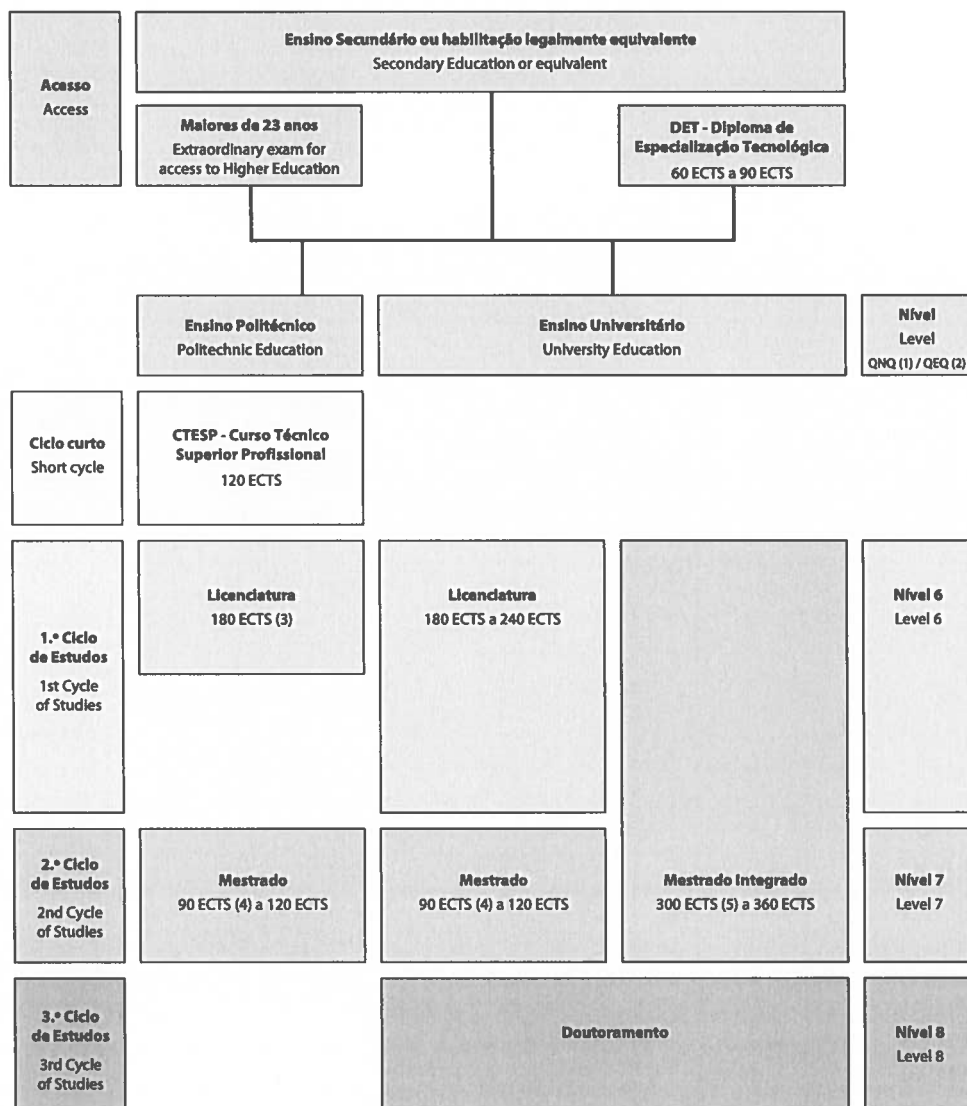 Ensino Secundário ou habilitação legalmente equivalente
Secondary Education or equivalent
Acesso
Access
Maiores de 23 anos
Extraordinary exam for
access to Higher Education
DET - Diploma de
Especialização Tecnológica
60 ECTS a 90 ECTS
Ensino Politécnico
Politechnic Education
Ensino Universitário
University Education
Nível
Level
QNQ (1) / QEQ (2)
Ciclo curto
Short cycle
CTESP - Curso Técnico
Superior Profissional
120 ECTS
1.º Ciclo
de Estudos
1st Cycle
of Studies
Licenciatura
180 ECTS (3)
Licenciatura
180 ECTS a 240 ECTS
Nível 6
Level 6
2.º Ciclo
de Estudos
2nd Cycle
of Studies
Mestrado
90 ECTS (4) a 120 ECTS
Mestrado
90 ECTS (4) a 120 ECTS
Mestrado Integrado
300 ECTS (5) a 360 ECTS
Nível 7
Level 7
3.º Ciclo
de Estudos
3rd Cycle
of Studies
Doutoramento
Nível 8
Level 8